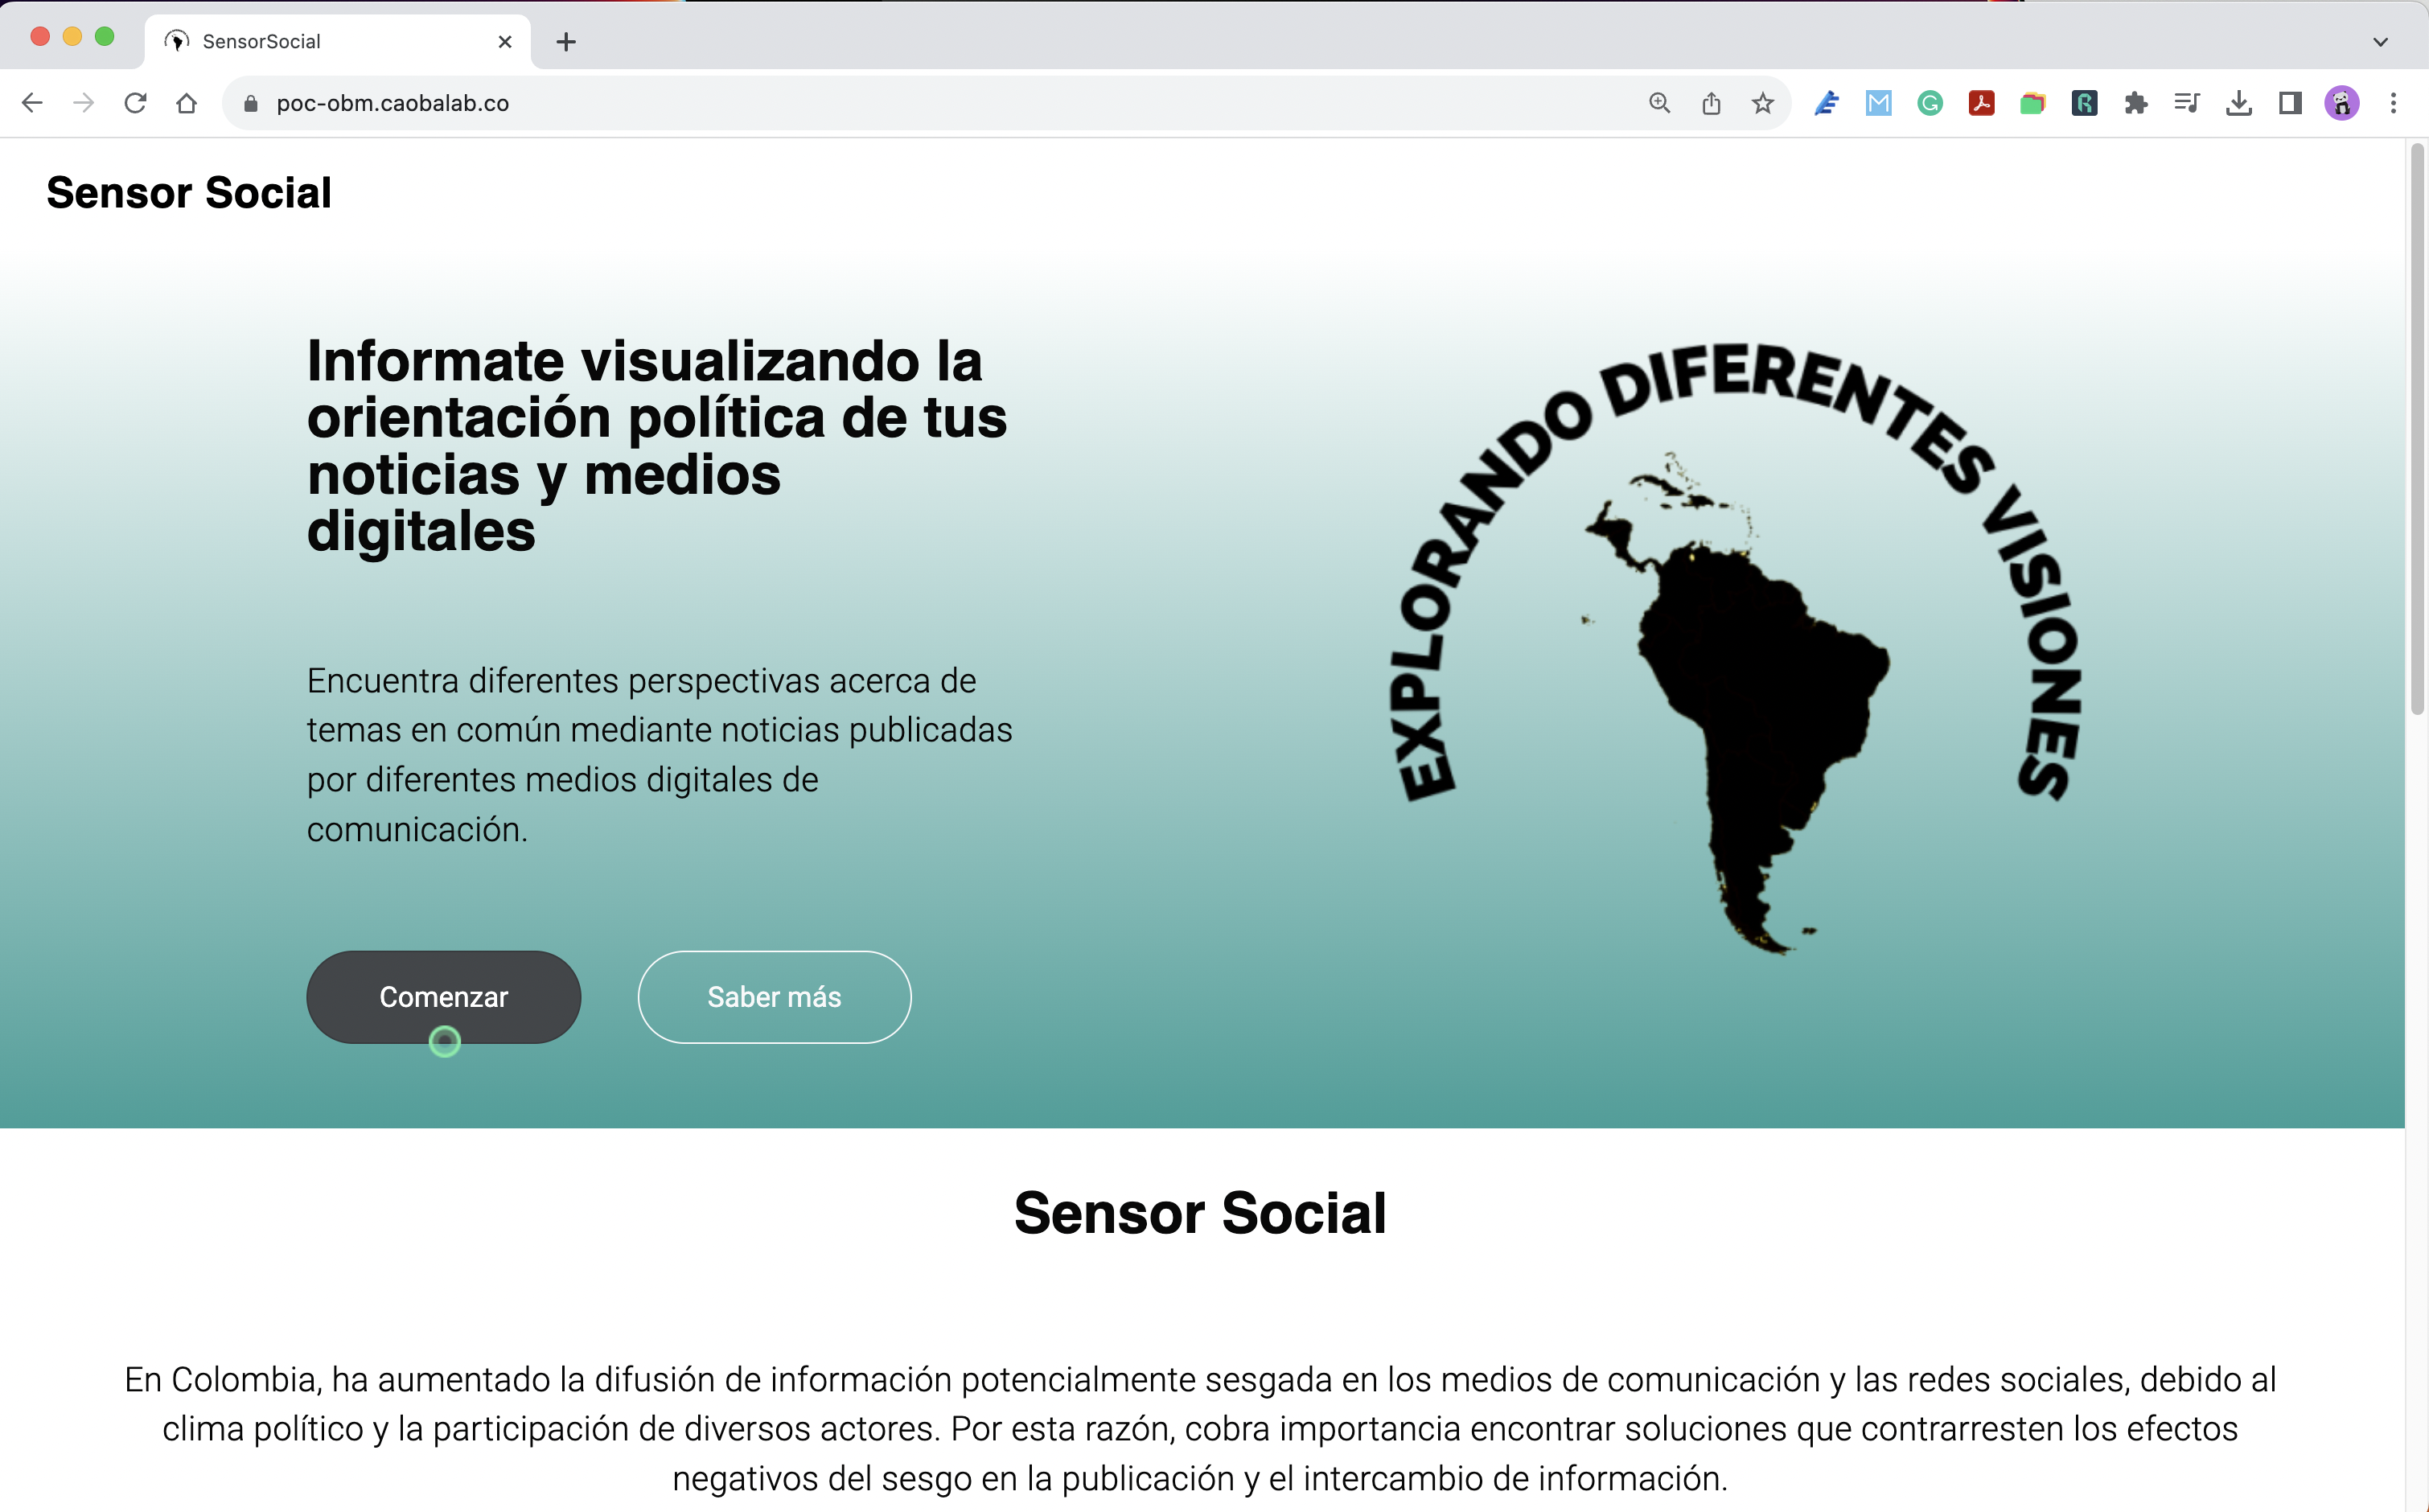 SensorSocial
poc-obm.caobalab.co
Sensor Social
Informate visualizando la
orientación política de tus
noticias y medios
digitales
Encuentra diferentes perspectivas acerca de
temas en común mediante noticias publicadas
por diferentes medios digitales de
comunicación.
Comenzar
Saber más
EXPLORANDO DIFERENTES VISIONES
Sensor Social
En Colombia, ha aumentado la difusión de información potencialmente sesgada en los medios de comunicación y las redes sociales, debido al
clima político y la participación de diversos actores. Por esta razón, cobra importancia encontrar soluciones que contrarresten los efectos
negativos del sesgo en la publicación y el intercambio de información.